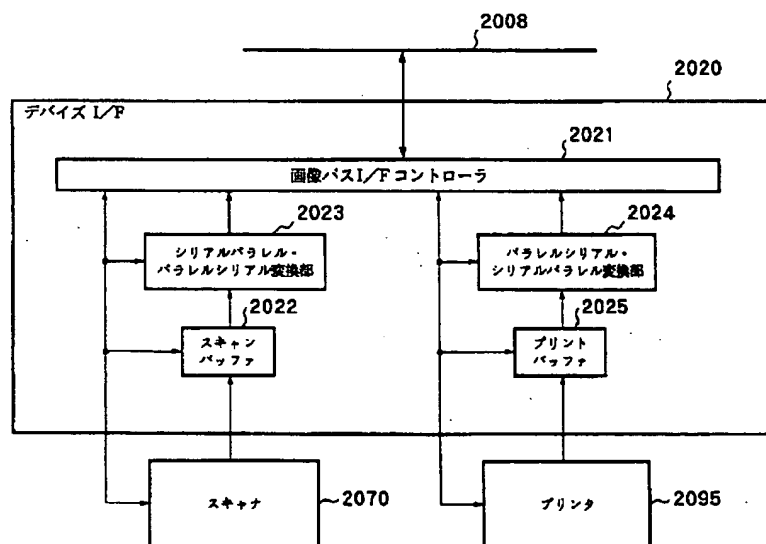 2008
2020
デバイズ I/F
2021
画像バスI/Fコントローラ
2023
2024
シリアルパラレル・
パラレルシリアル変換部
パラレルシリアル・
シリアルパラレル変換部
2022
2025
スキャン
バッファ
プリント
バッファ
スキャナ
2070
プリンタ
2095